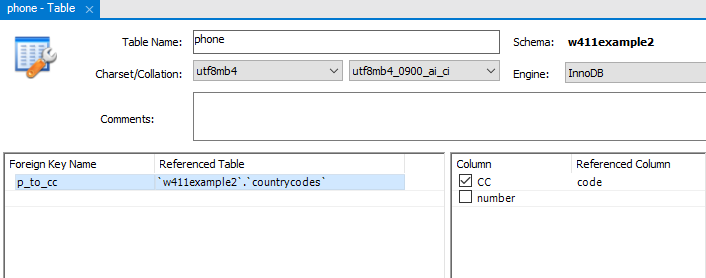 phone - Table ×
Table Name: phone Schema: w411example2
Charset/Collation: utf8mb4 utf8mb4_0900_ai_ci Engine: InnoDB
Comments:
Foreign Key Name Referenced Table Column Referenced Column
p_to_cc `w411example2`.`countrycodes` CC code
number